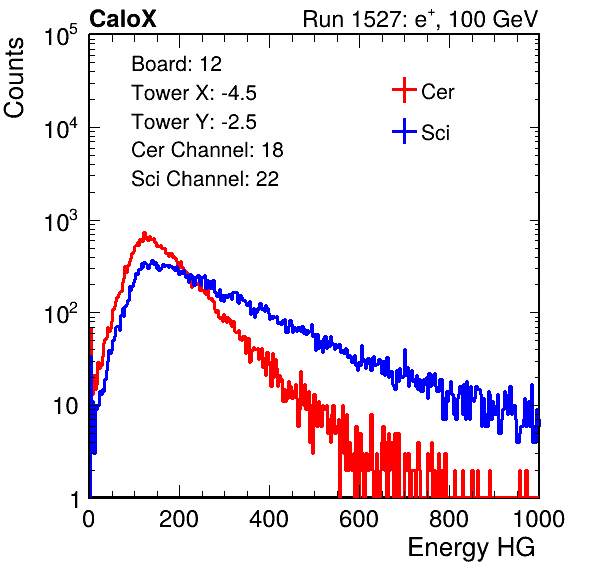 CaloX Run 1527: e⁺, 100 GeV
Counts
Board: 12
Tower X: -4.5
Tower Y: -2.5
Cer Channel: 18
Sci Channel: 22
Cer
Sci
10⁵
10⁴
10³
10²
10
1
0 200 400 600 800 1000
Energy HG